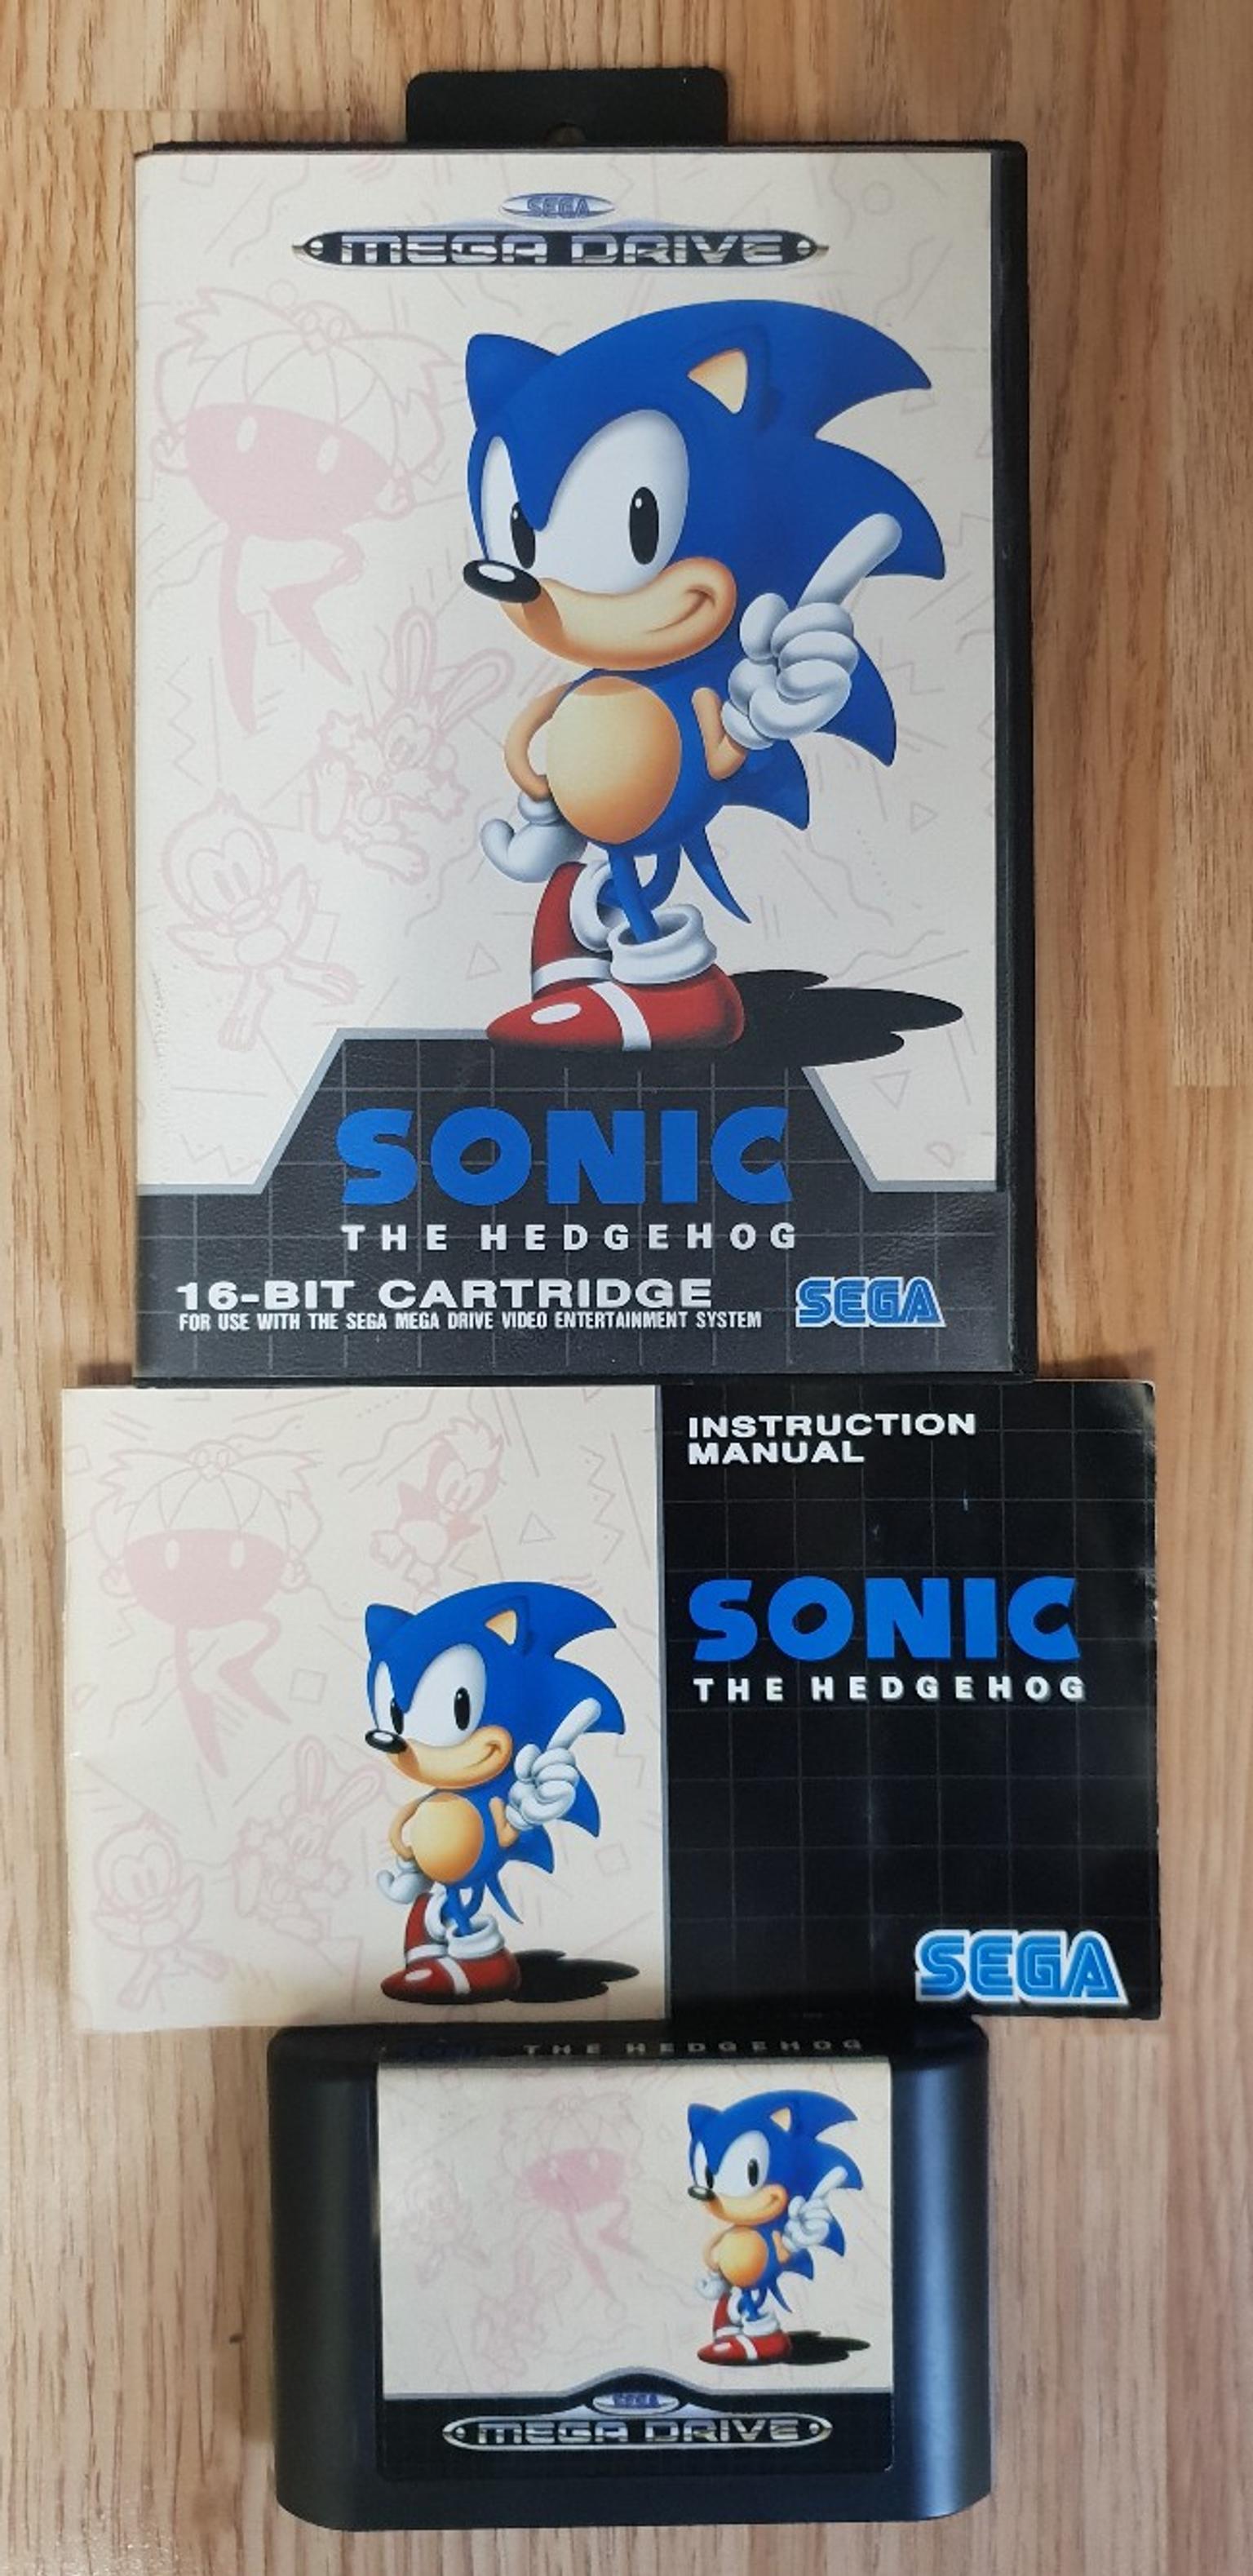 SEGA
MEGA DRIVE
SONIC
THE HEDGEHOG
16-BIT CARTRIDGE
FOR USE WITH THE SEGA MEGA DRIVE VIDEO ENTERTAINMENT SYSTEM
SEGA
INSTRUCTION
MANUAL
SONIC
THE HEDGEHOG
SEGA
SONIC THE HEDGEHOG
SEGA
MEGA DRIVE